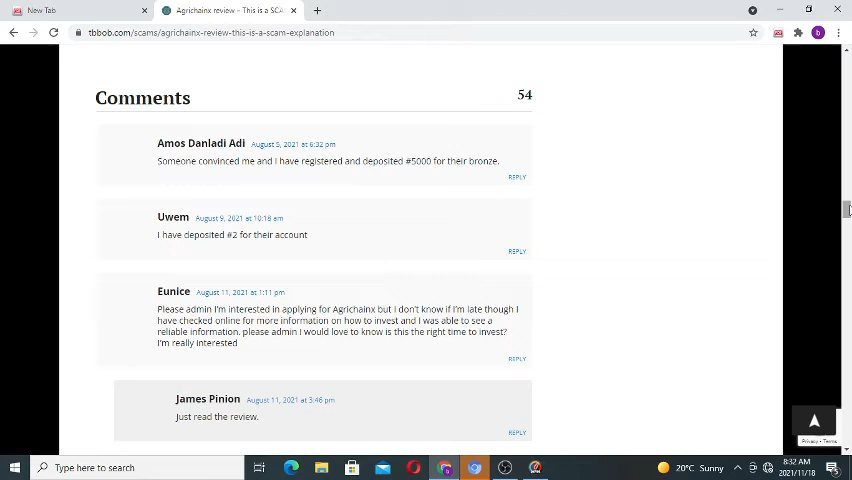 New Tab
Agrichainx review – This is a SCA
tbbob.com/scams/agrichainx-review-this-is-a-scam-explanation
b
Comments
54
Amos Danladi Adi August 5, 2021 at 6:32 pm
Someone convinced me and I have registered and deposited #5000 for their bronze.
REPLY
Uwem August 9, 2021 at 10:18 am
I have deposited #2 for their account
REPLY
Eunice August 11, 2021 at 1:11 pm
Please admin I'm interested in applying for Agrichainx but I don't know if I'm late though I
have checked online for more information on how to invest and I was able to see a
reliable information, please admin I would love to know is this the right time to invest?
I'm really interested
REPLY
James Pinion August 11, 2021 at 3:46 pm
Just read the review.
REPLY
Privacy - Terms
Type here to search
20°C Sunny
8:32 AM
2021/11/18
5